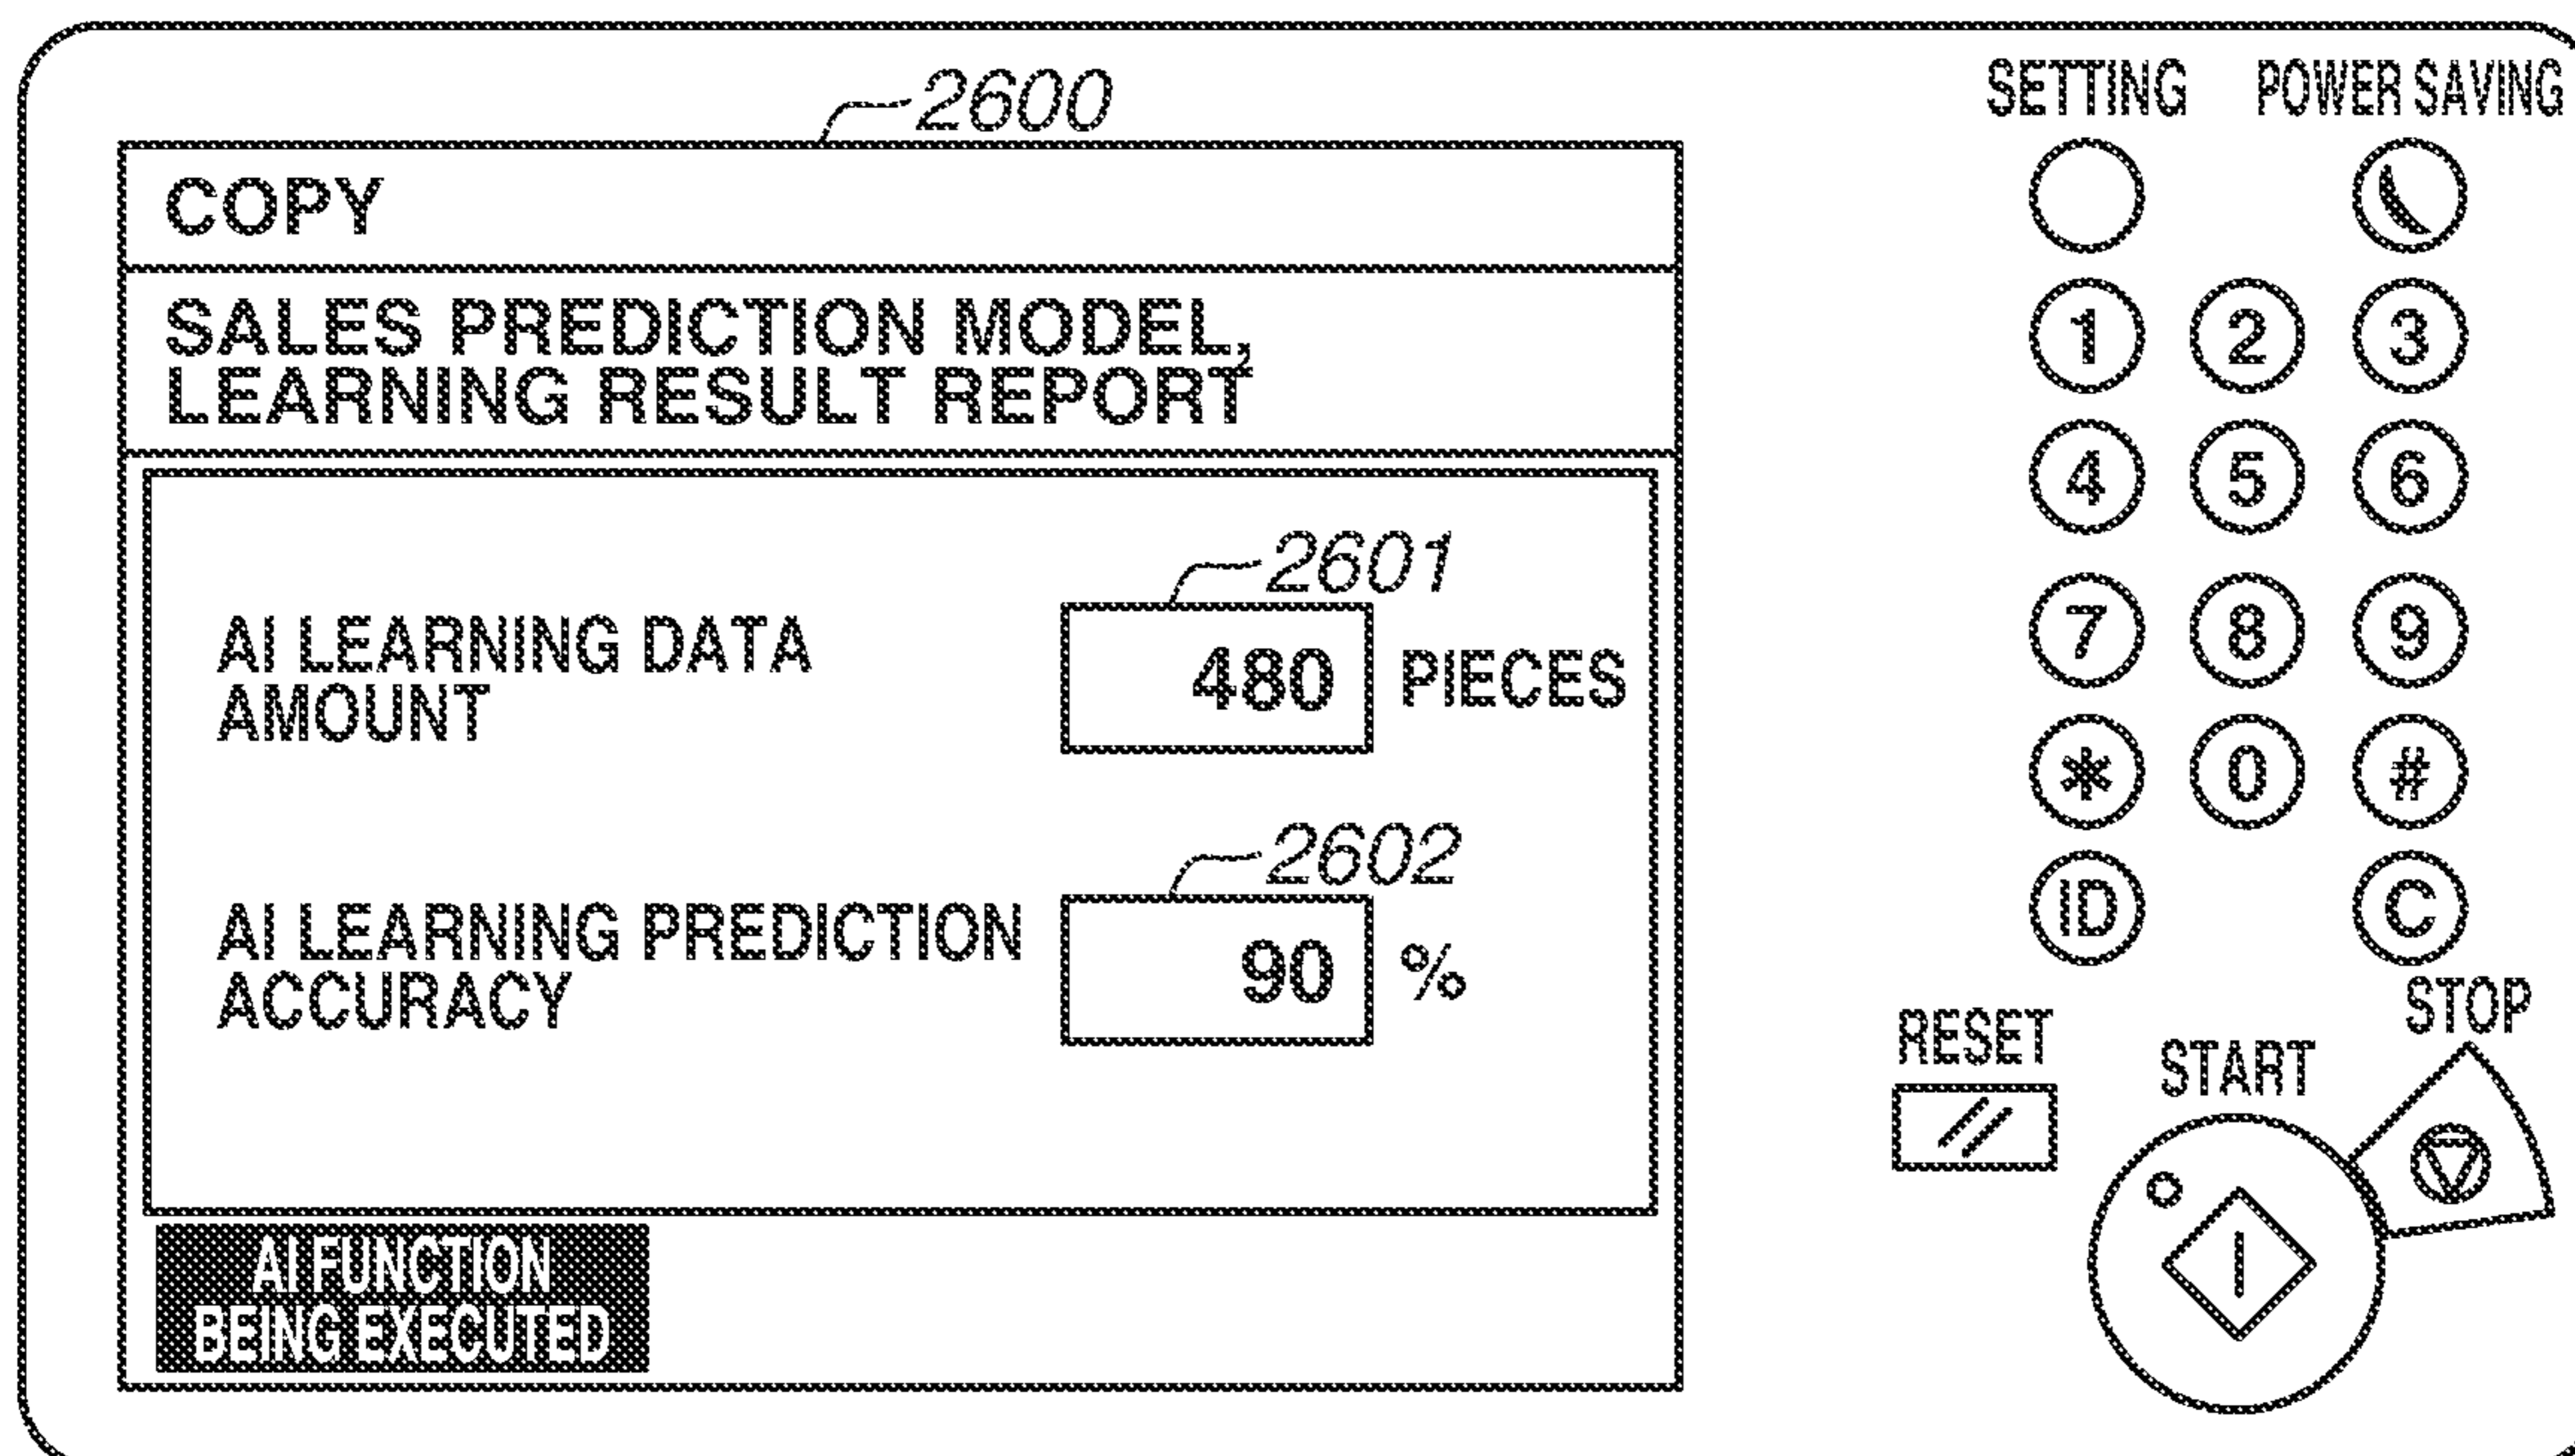 2600
COPY
SALES PREDICTION MODEL,
LEARNING RESULT REPORT
2601
AI LEARNING DATA
AMOUNT
480 PIECES
2602
AI LEARNING PREDICTION
ACCURACY
90 %
AI FUNCTION
BEING EXECUTED
SETTING POWER SAVING
1 2 3
4 5 6
7 8 9
* 0 #
ID C
RESET START STOP